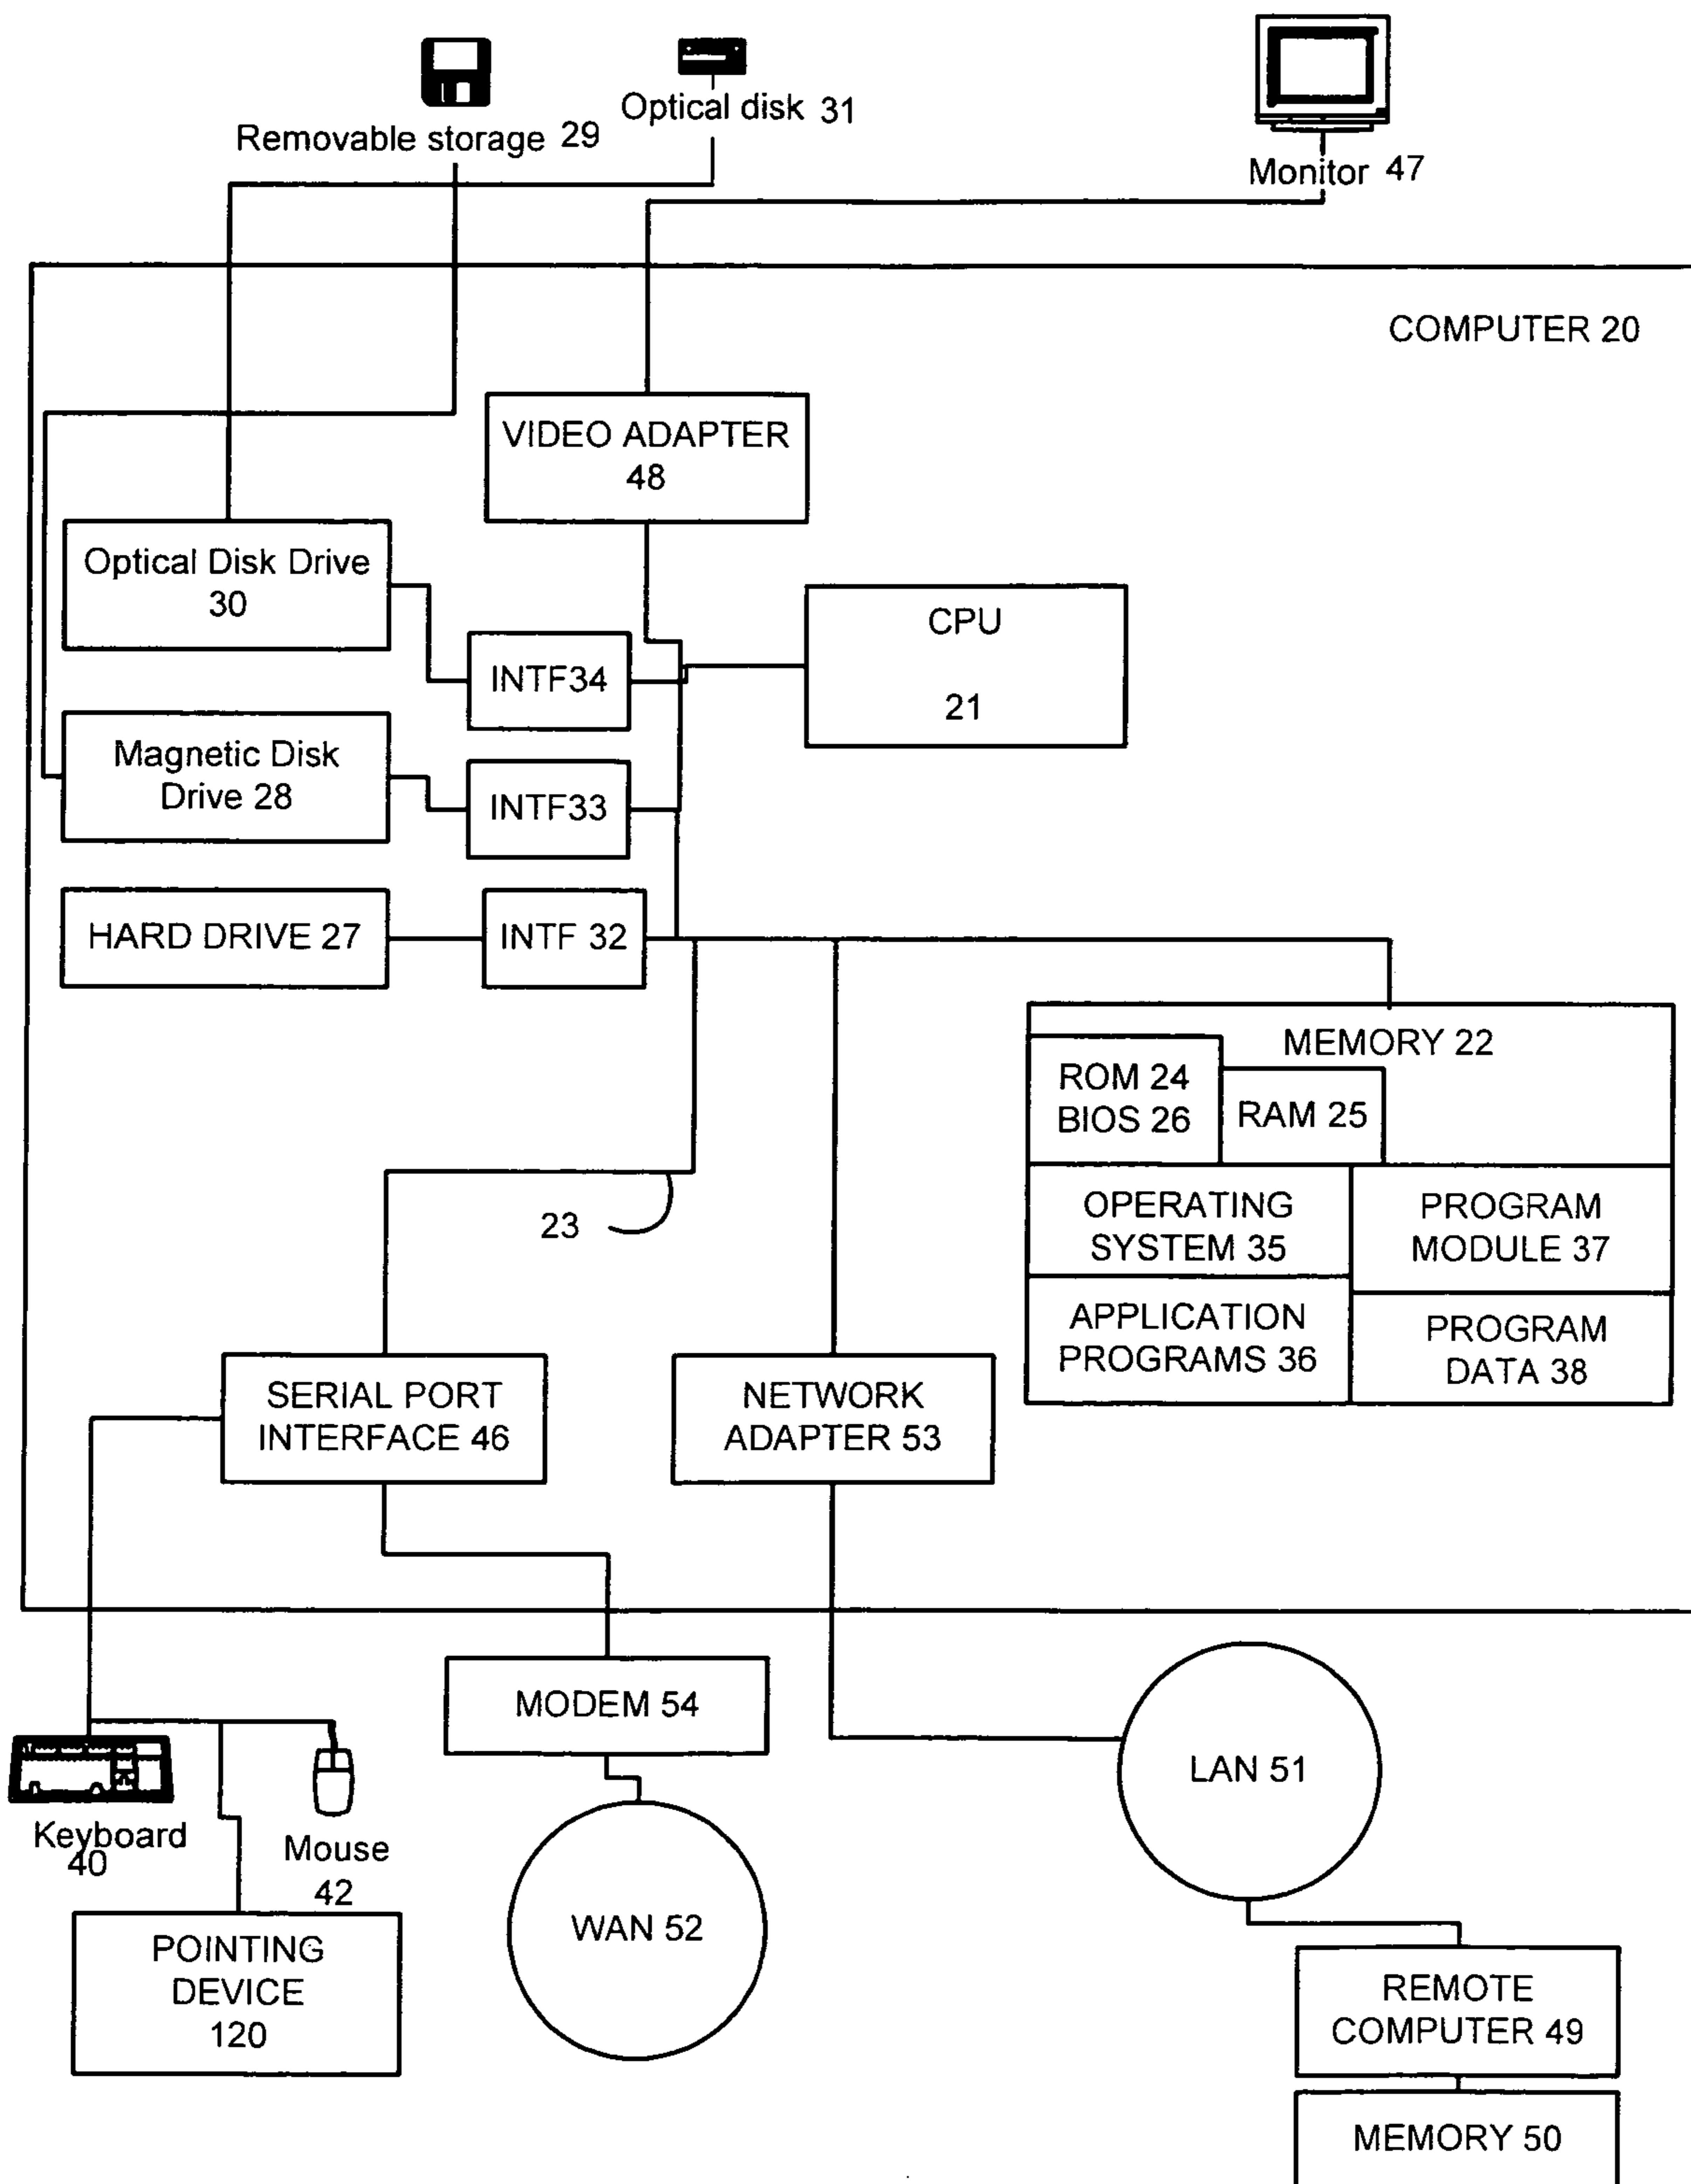 Optical disk 31
Removable storage 29
Monitor 47
COMPUTER 20
VIDEO ADAPTER
48
Optical Disk Drive
30
CPU
21
INTF34
Magnetic Disk
Drive 28
INTF33
HARD DRIVE 27
INTF 32
MEMORY 22
ROM 24
BIOS 26
RAM 25
OPERATING
SYSTEM 35
PROGRAM
MODULE 37
23
APPLICATION
PROGRAMS 36
PROGRAM
DATA 38
SERIAL PORT
INTERFACE 46
NETWORK
ADAPTER 53
MODEM 54
LAN 51
Keyboard
40
Mouse
42
WAN 52
POINTING
DEVICE
120
REMOTE
COMPUTER 49
MEMORY 50